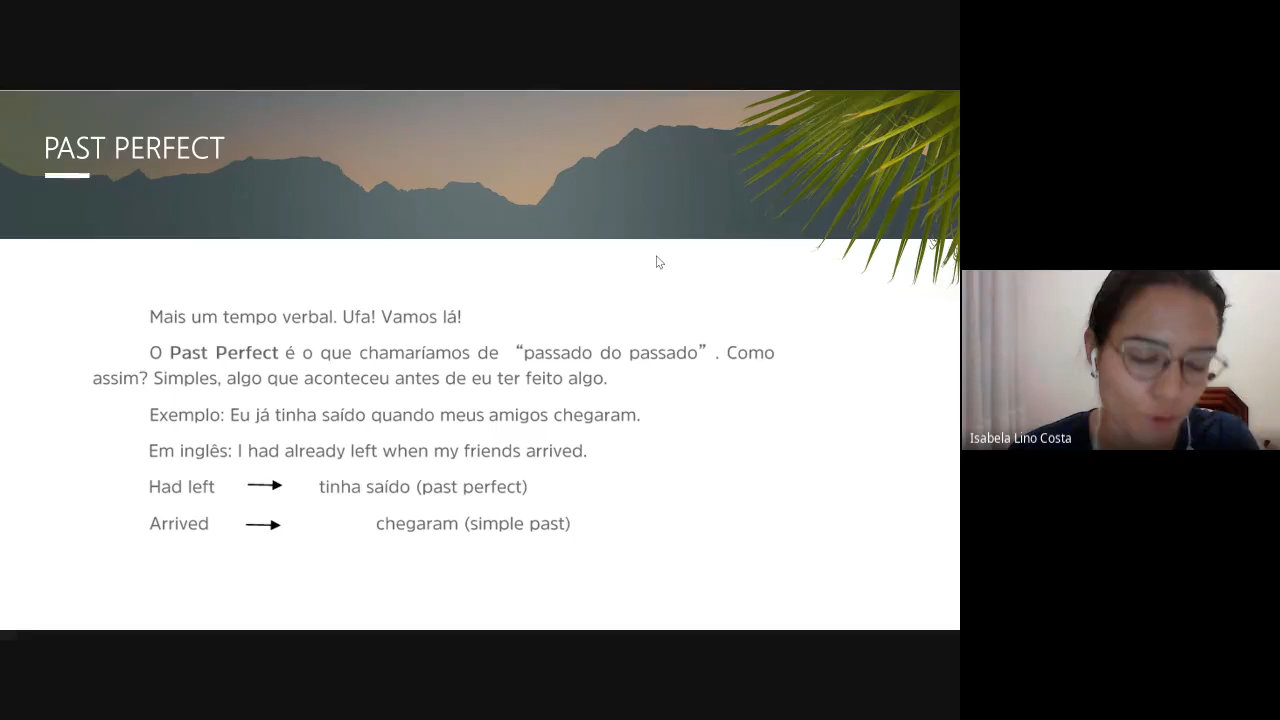 PAST PERFECT
Mais um tempo verbal. Ufa! Vamos lá!
O Past Perfect é o que chamaríamos de “passado do passado” . Como
assim? Simples, algo que aconteceu antes de eu ter feito algo.
Exemplo: Eu já tinha saído quando meus amigos chegaram.
Em inglês: I had already left when my friends arrived.
Had left tinha saído (past perfect)
Arrived chegaram (simple past)
Isabela Lino Costa